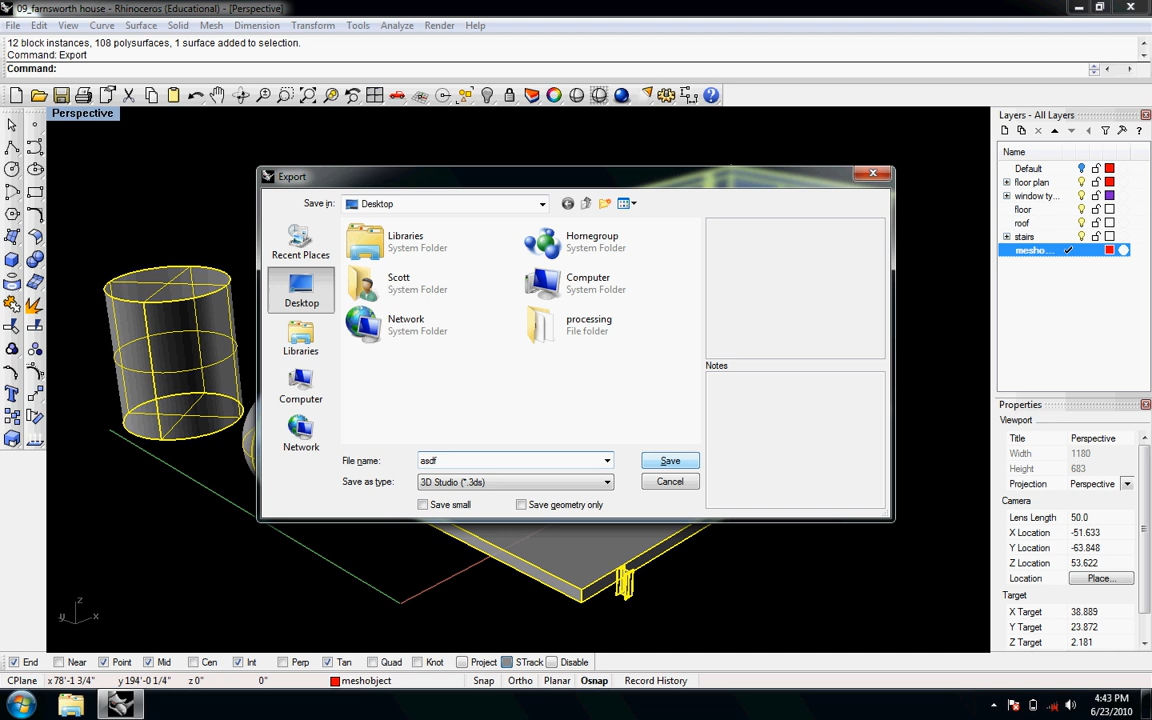 09_farnsworth house - Rhinoceros (Educational) - [Perspective]
File Edit View Curve Surface Solid Mesh Dimension Transform Tools Analyze Render Help
12 block instances, 108 polysurfaces, 1 surface added to selection.
Command: Export
Command:
Perspective
Layers - All Layers
Name
Default
floor plan
window ty...
floor
roof
stairs
mesho...
Export
Save in: Desktop
Recent Places
Desktop
Libraries
Computer
Network
Libraries
System Folder
Homegroup
System Folder
Scott
System Folder
Computer
System Folder
Network
System Folder
processing
File folder
Notes
File name: asdf Save
Save as type: 3D Studio (*.3ds) Cancel
Save small Save geometry only
Properties
Viewport
Title Perspective
Width 1180
Height 683
Projection Perspective
Camera
Lens Length 50.0
X Location -51.633
Y Location -63.848
Z Location 53.622
Location Place...
Target
X Target 38.889
Y Target 23.872
Z Target 2.181
z
y x
End Near Point Mid Cen Int Perp Tan Quad Knot Project STrack Disable
CPlane x 78'-1 3/4" y 194'-0 1/4" z 0" 0" meshobject Snap Ortho Planar Osnap Record History
4:43 PM
6/23/2010